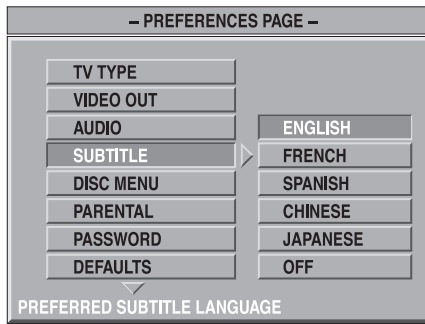 – PREFERENCES PAGE –
TV TYPE
VIDEO OUT
AUDIO
SUBTITLE
DISC MENU
PARENTAL
PASSWORD
DEFAULTS
ENGLISH
FRENCH
SPANISH
CHINESE
JAPANESE
OFF
PREFERRED SUBTITLE LANGUAGE